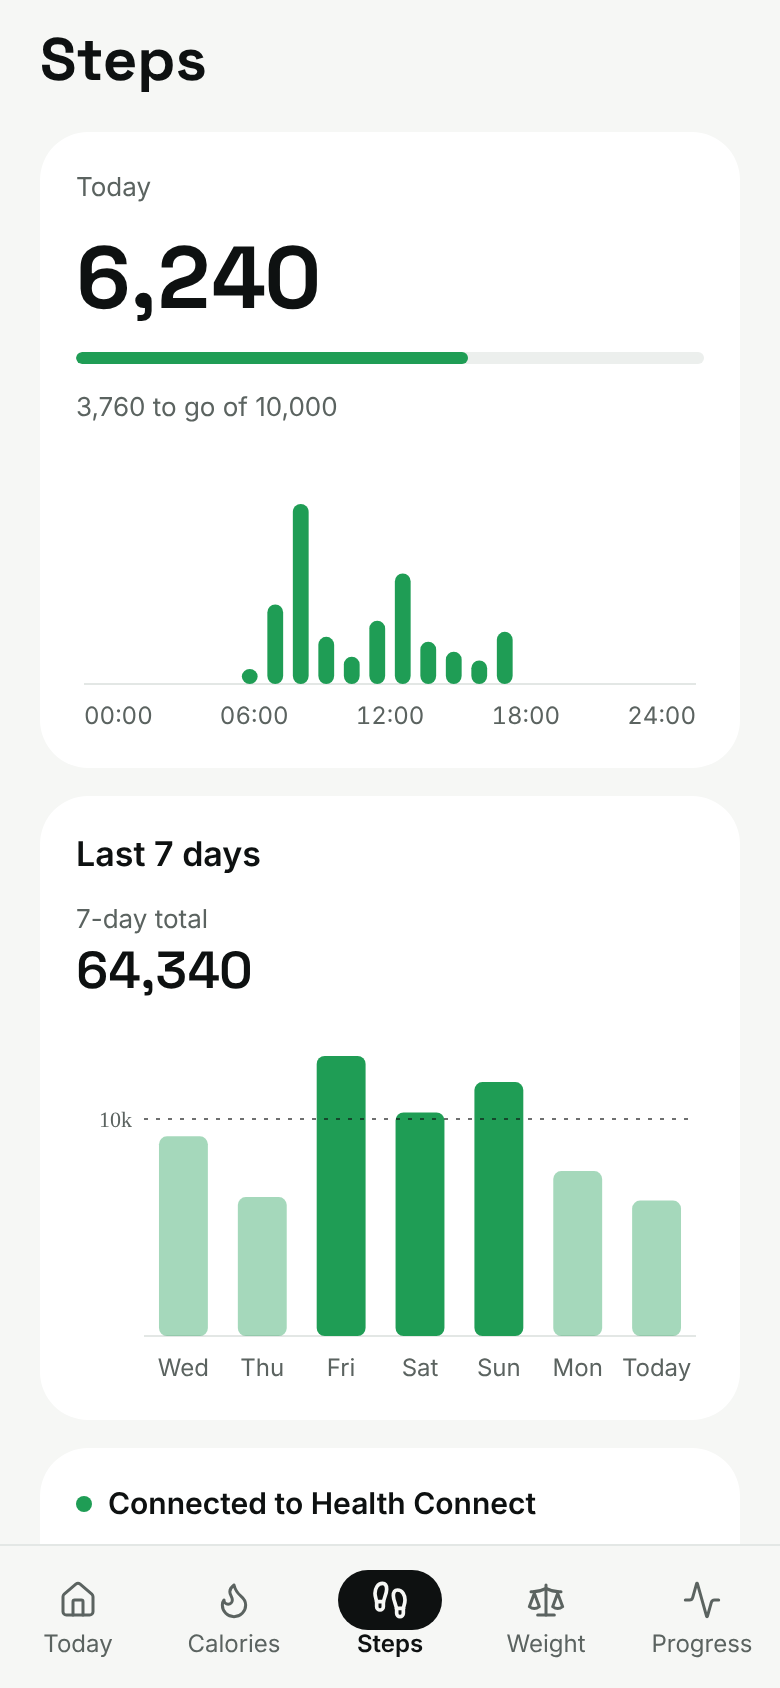 Steps
Today
6,240
3,760 to go of 10,000
00:00 06:00 12:00 18:00 24:00
Last 7 days
7-day total
64,340
10k
Wed Thu Fri Sat Sun Mon Today
Connected to Health Connect
Today Calories Steps Weight Progress